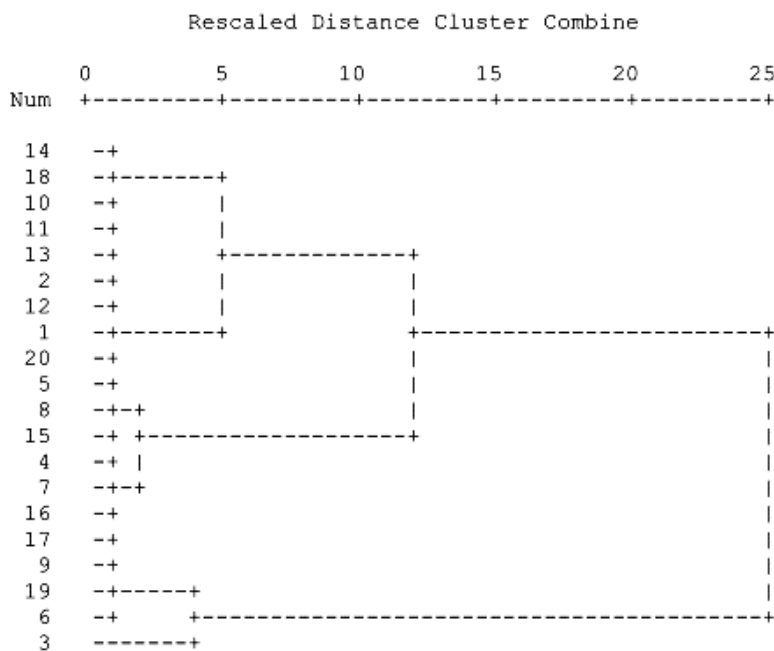 Rescaled Distance Cluster Combine
0 5 10 15 20 25
Num +---------+---------+---------+---------+---------+
14 -+
18 -+-------+
10 -+ |
11 -+ |
13 -+ +-------------+
2 -+ | |
12 -+ | |
1 -+-------+ +-------------------------+
20 -+ | |
5 -+ | |
8 -+-+ | |
15 -+ +-------------------+ |
4 -+ | |
7 -+-+ |
16 -+ |
17 -+ |
9 -+ |
19 -+-----+ |
6 -+ +-----------------------------------------+
3 -------+